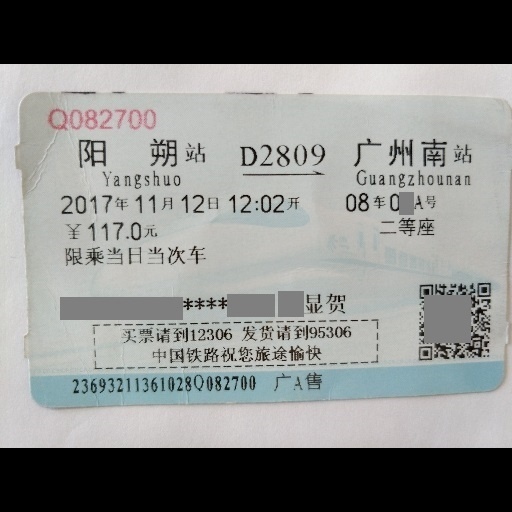 Q082700
阳 朔 站 D2809 广州南 站
Yangshuo Guangzhounan
2017年11月12日12:02开 08车0 A号
￥117.0元 二等座
限乘当日当次车
**** 显贺
买票请到12306 发货请到95306
中国铁路祝您旅途愉快
23693211361028Q082700 广A售